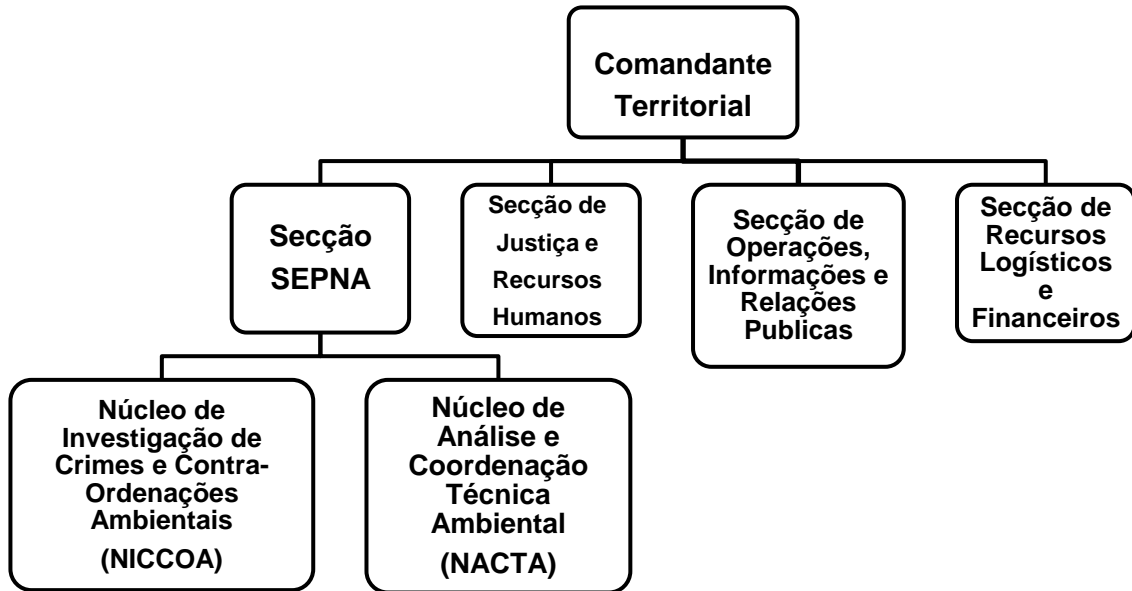 Comandante
Territorial
Secção
SEPNA
Secção de
Justiça e
Recursos
Humanos
Secção de
Operações,
Informações e
Relações
Publicas
Secção de
Recursos
Logísticos
e
Financeiros
Núcleo de
Investigação de
Crimes e Contra-
Ordenações
Ambientais
(NICCOA)
Núcleo de
Análise e
Coordenação
Técnica
Ambiental
(NACTA)